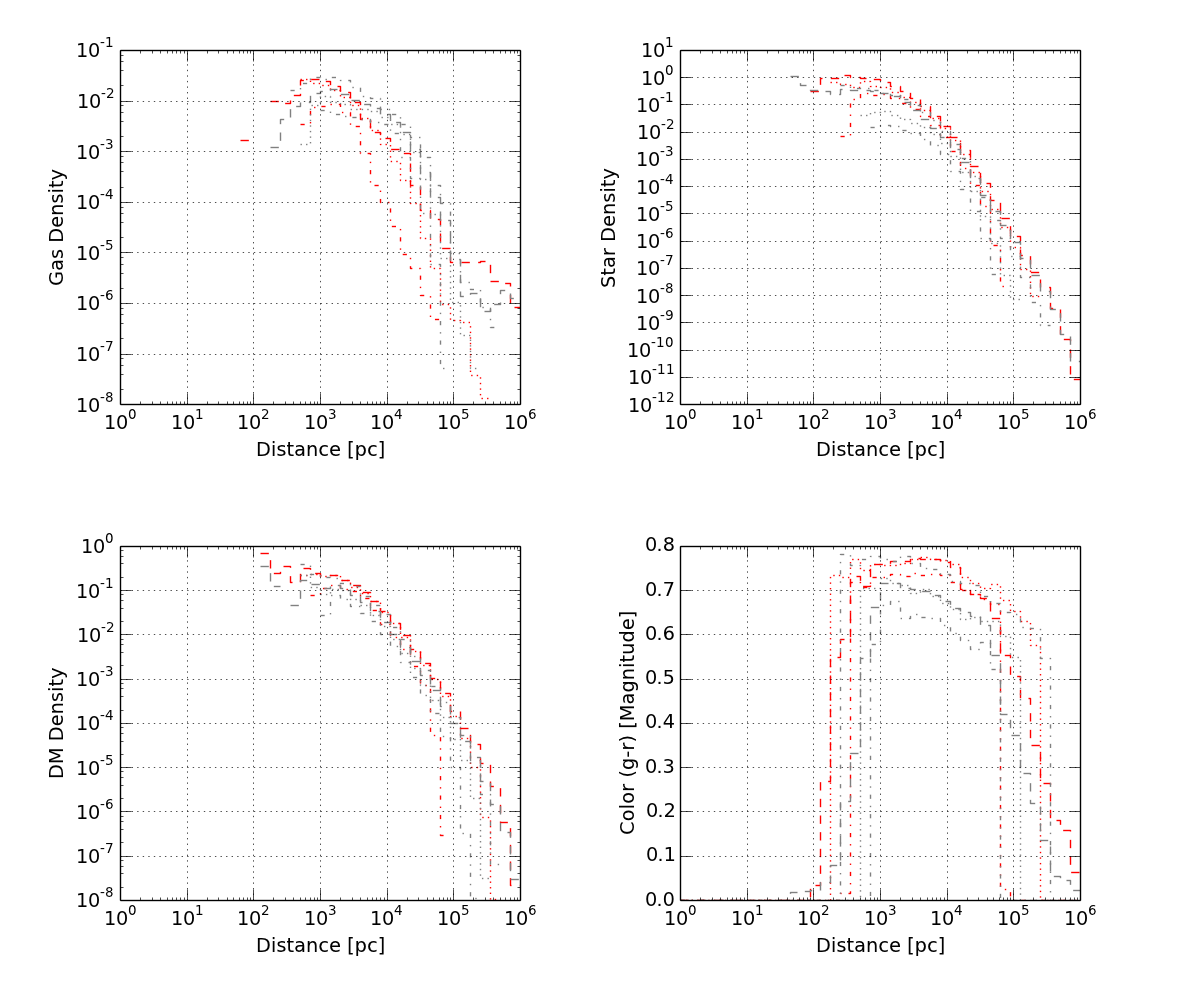 10^-1 10^-2 10^-3 10^-4 10^-5 10^-6 10^-7 10^-8
Gas Density
10^0 10^1 10^2 10^3 10^4 10^5 10^6
Distance [pc]
10^1 10^0 10^-1 10^-2 10^-3 10^-4 10^-5 10^-6 10^-7 10^-8 10^-9 10^-10 10^-11 10^-12
Star Density
10^0 10^1 10^2 10^3 10^4 10^5 10^6
Distance [pc]
10^0 10^-1 10^-2 10^-3 10^-4 10^-5 10^-6 10^-7 10^-8
DM Density
10^0 10^1 10^2 10^3 10^4 10^5 10^6
Distance [pc]
0.8 0.7 0.6 0.5 0.4 0.3 0.2 0.1 0.0
Color (g-r) [Magnitude]
10^0 10^1 10^2 10^3 10^4 10^5 10^6
Distance [pc]